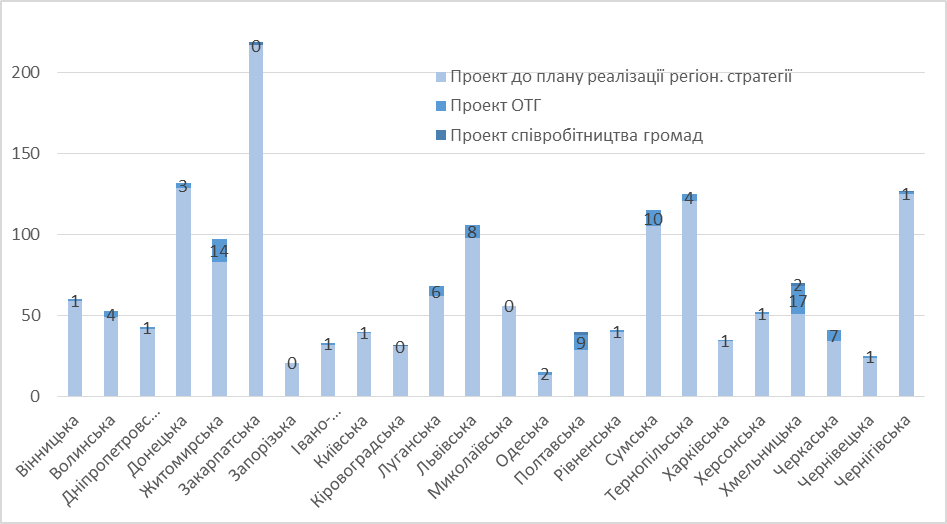 200
150
100
50
0
Проект до плану реалізації регіон. стратегії
Проект ОТГ
Проект співробітництва громад
1
4
1
3
14
0
0
1
1
0
6
8
0
2
9
1
10
4
1
1
2
17
7
1
1
Вінницька
Волинська
Дніпропетровс...
Донецька
Житомирська
Закарпатська
Запорізька
Івано-...
Київська
Кіровоградська
Луганська
Львівська
Миколаївська
Одеська
Полтавська
Рівненська
Сумська
Тернопільська
Харківська
Херсонська
Хмельницька
Черкаська
Чернівецька
Чернігівська